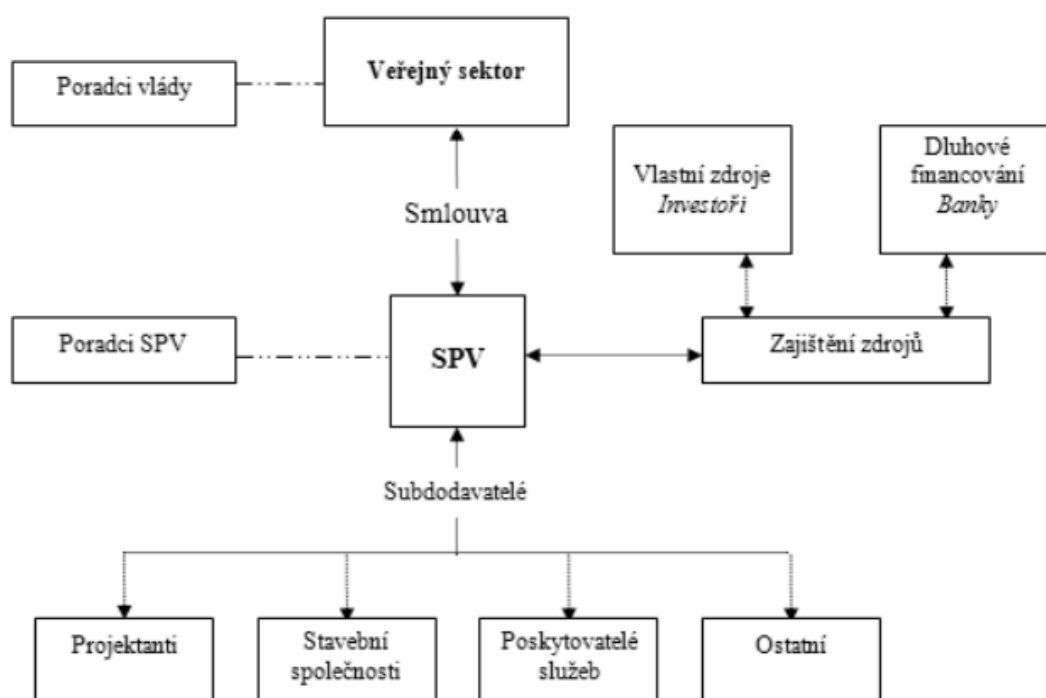 Veřejný sektor
Poradci vlády
Vlastní zdroje
Investoři
Dluhové
financování
Banky
Smlouva
Poradci SPV
SPV
Zajištění zdrojů
Subdodavatelé
Projektanti
Stavební
společnosti
Poskytovatelé
služeb
Ostatní